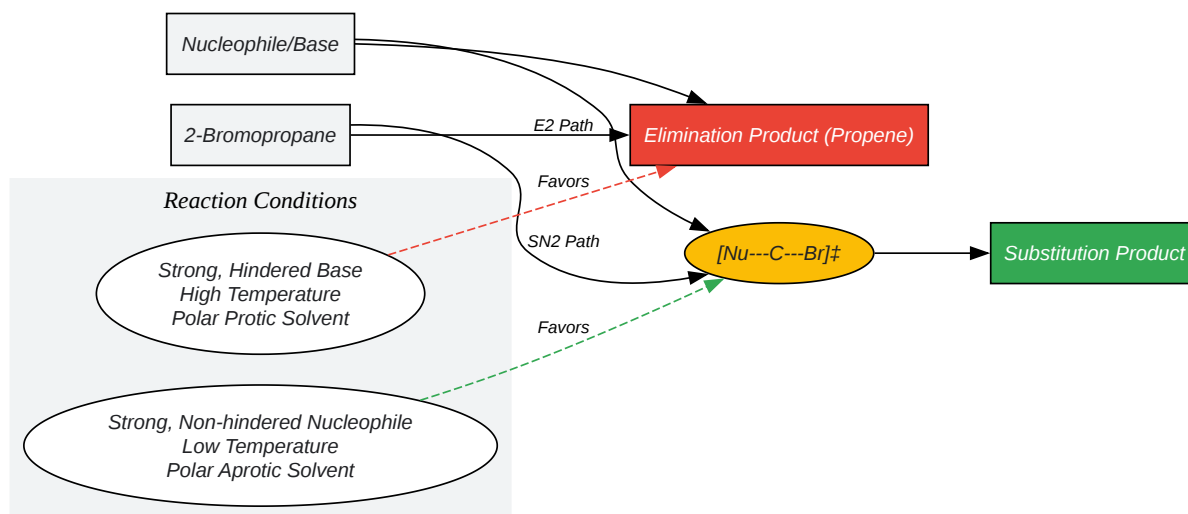 Nucleophile/Base
2-Bromopropane
E2 Path
Elimination Product (Propene)
Reaction Conditions
Favors
Strong, Hindered Base
High Temperature
Polar Protic Solvent
SN2 Path
[Nu---C---Br]‡
Substitution Product
Favors
Strong, Non-hindered Nucleophile
Low Temperature
Polar Aprotic Solvent